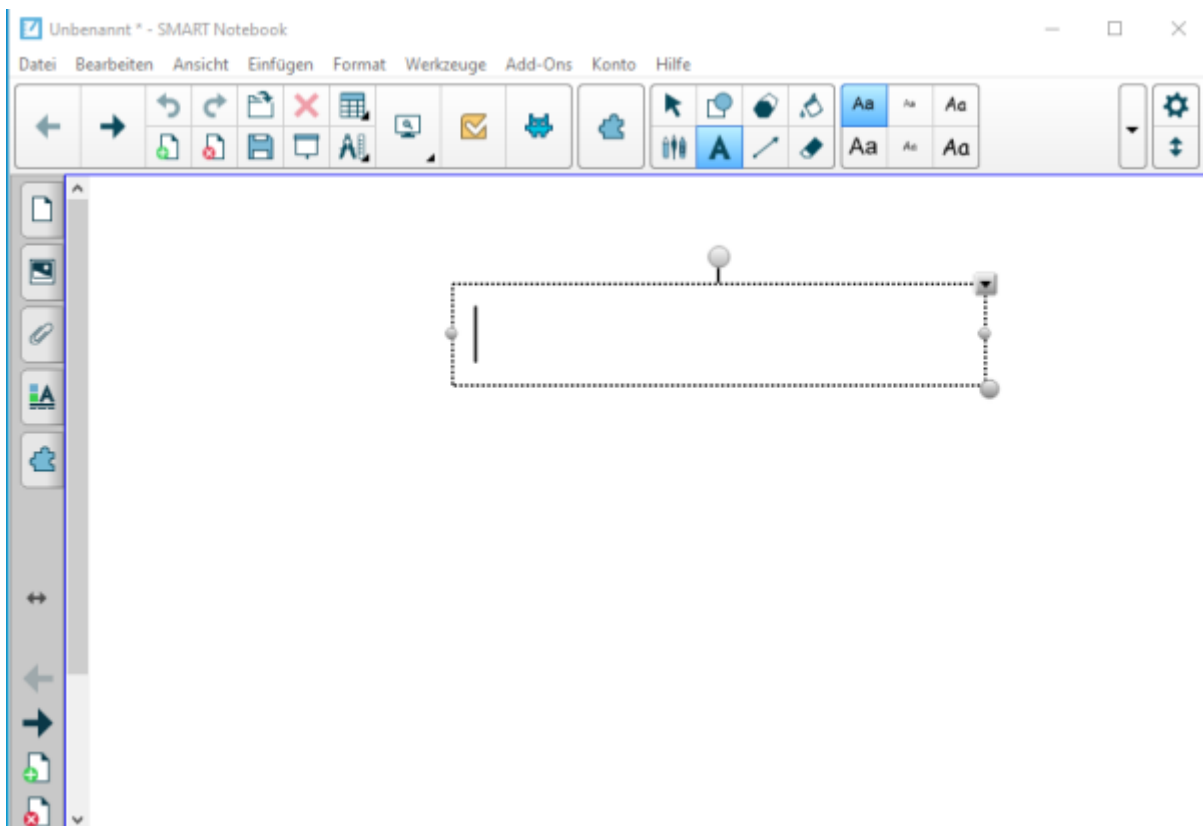 Unbenannt * - SMART Notebook
Datei Bearbeiten Ansicht Einfügen Format Werkzeuge Add-Ons Konto Hilfe
Aa Aa Aa
A Aa Aa Aa